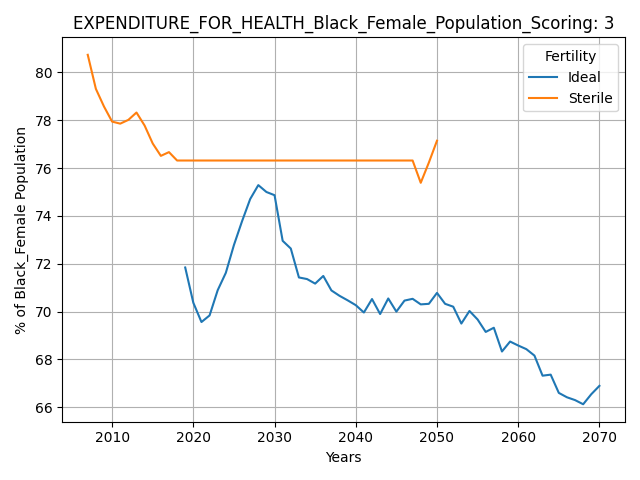 EXPENDITURE_FOR_HEALTH_Black_Female_Population_Scoring: 3
Fertility
Ideal
Sterile
% of Black_Female Population
80
78
76
74
72
70
68
66
2010 2020 2030 2040 2050 2060 2070
Years